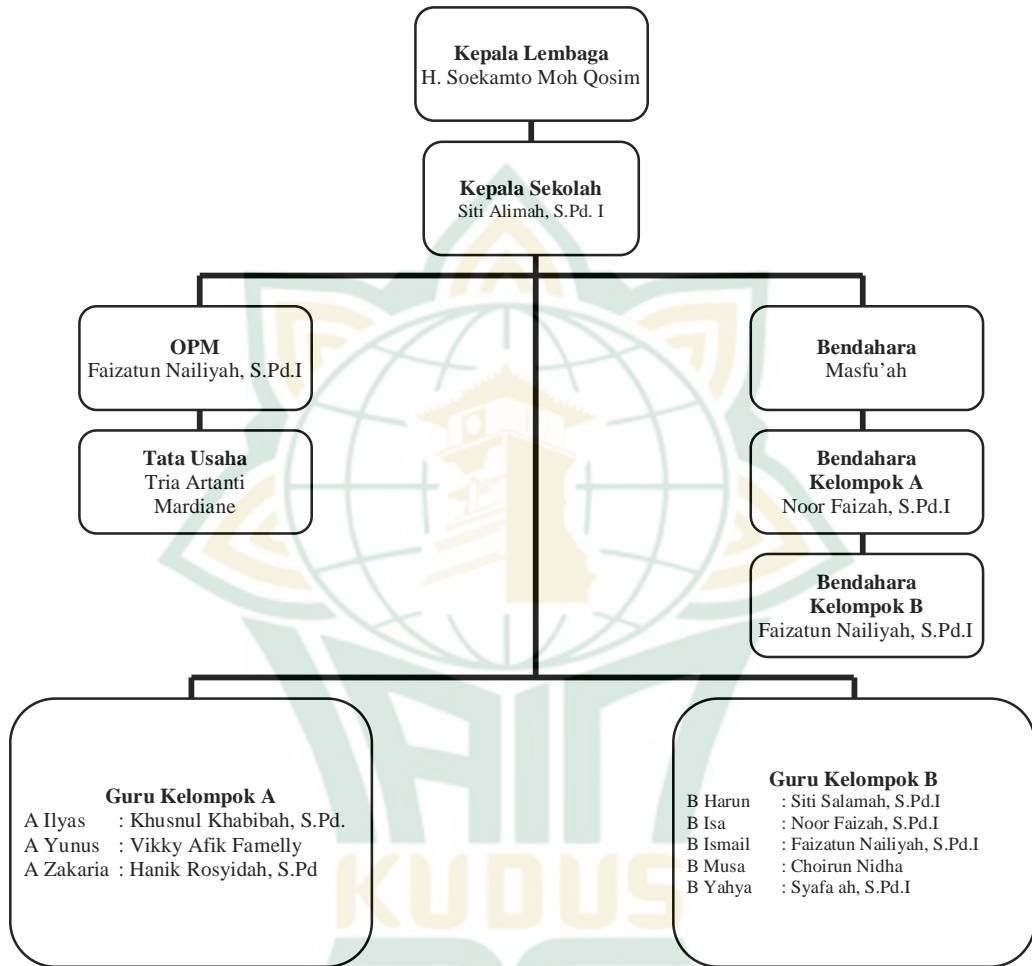 Kepala Lembaga
H. Soekamto Moh Qosim
Kepala Sekolah
Siti Alimah, S.Pd. I
OPM
Faizatun Nailiyah, S.Pd.I
Bendahara
Masfu’ah
Tata Usaha
Tria Artanti
Mardiane
Bendahara
Kelompok A
Noor Faizah, S.Pd.I
Bendahara
Kelompok B
Faizatun Nailiyah, S.Pd.I
Guru Kelompok A
A Ilyas : Khusnul Khabibah, S.Pd.
A Yunus : Vikky Afik Famelly
A Zakaria : Hanik Rosyidah, S.Pd
Guru Kelompok B
B Harun : Siti Salamah, S.Pd.I
B Isa : Noor Faizah, S.Pd.I
B Ismail : Faizatun Nailiyah, S.Pd.I
B Musa : Choirun Nidha
B Yahya : Syafa ah, S.Pd.I
IAIN
KUDUS